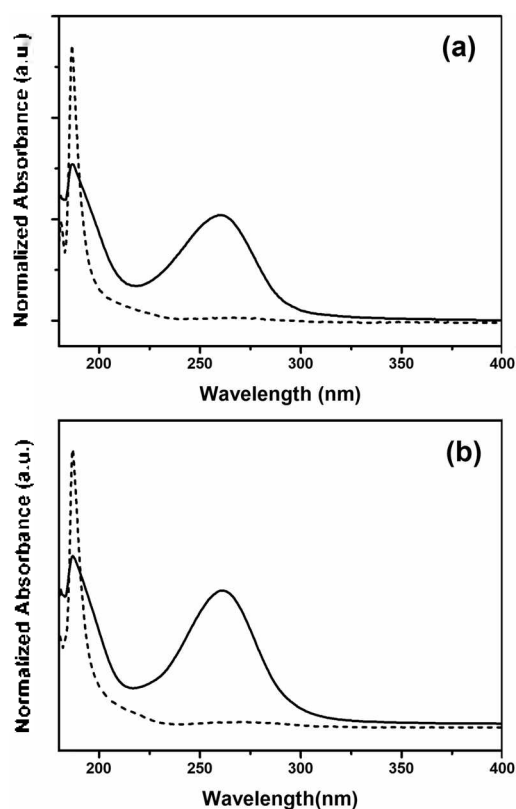 (a)
Normalized Absorbance (a.u.)
200 250 300 350 400
Wavelength (nm)
(b)
Normalized Absorbance (a.u.)
200 250 300 350 400
Wavelength(nm)